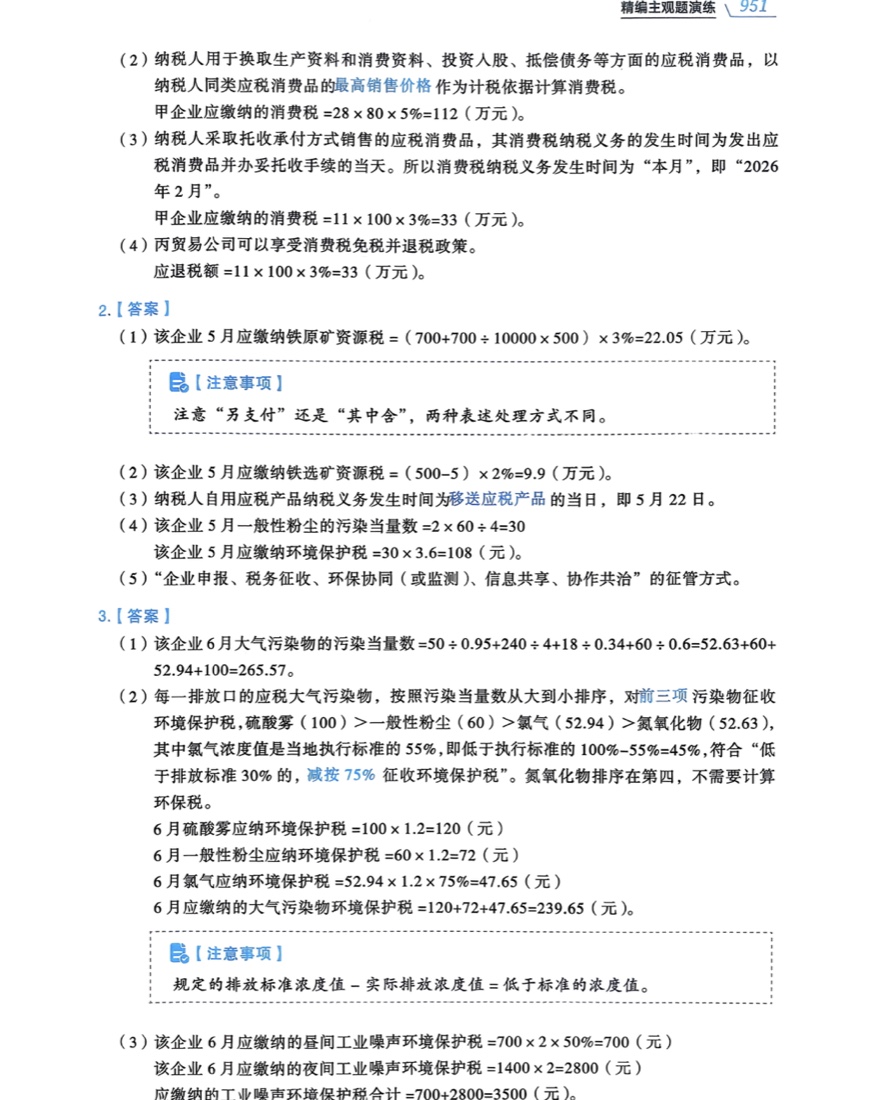 精编主观题演练 951
（2）纳税人用于换取生产资料和消费资料、投资入股、抵偿债务等方面的应税消费品，以
纳税人同类应税消费品的最高销售价格作为计税依据计算消费税。
甲企业应缴纳的消费税 =28×80×5%=112（万元）。
（3）纳税人采取托收承付方式销售的应税消费品，其消费税纳税义务的发生时间为发出应
税消费品并办妥托收手续的当天。所以消费税纳税义务发生时间为“本月”，即“2026
年 2 月”。
甲企业应缴纳的消费税 =11×100×3%=33（万元）。
（4）丙贸易公司可以享受消费税免税并退税政策。
应退税额 =11×100×3%=33（万元）。
2.【答案】
（1）该企业 5 月应缴纳铁原矿资源税 =（700+700÷10000×500）×3%=22.05（万元）。
【注意事项】
注意“另支付”还是“其中含”，两种表述处理方式不同。
（2）该企业 5 月应缴纳铁选矿资源税 =（500-5）×2%=9.9（万元）。
（3）纳税人自用应税产品纳税义务发生时间为移送应税产品的当日，即 5 月 22 日。
（4）该企业 5 月一般性粉尘的污染当量数 =2×60÷4=30
该企业 5 月应缴纳环境保护税 =30×3.6=108（元）。
（5）“企业申报、税务征收、环保协同（或监测）、信息共享、协作共治”的征管方式。
3.【答案】
（1）该企业 6 月大气污染物的污染当量数 =50÷0.95+240÷4+18÷0.34+60÷0.6=52.63+60+
52.94+100=265.57。
（2）每一排放口的应税大气污染物，按照污染当量数从大到小排序，对前三项污染物征收
环境保护税，硫酸雾（100）＞一般性粉尘（60）＞氯气（52.94）＞氮氧化物（52.63），
其中氯气浓度值是当地执行标准的 55%，即低于执行标准的 100%-55%=45%，符合“低
于排放标准 30% 的，减按 75% 征收环境保护税”。氮氧化物排序在第四，不需要计算
环保税。
6 月硫酸雾应纳环境保护税 =100×1.2=120（元）
6 月一般性粉尘应纳环境保护税 =60×1.2=72（元）
6 月氯气应纳环境保护税 =52.94×1.2×75%=47.65（元）
6 月应缴纳的大气污染物环境保护税 =120+72+47.65=239.65（元）。
【注意事项】
规定的排放标准浓度值 - 实际排放浓度值 = 低于标准的浓度值。
（3）该企业 6 月应缴纳的昼间工业噪声环境保护税 =700×2×50%=700（元）
该企业 6 月应缴纳的夜间工业噪声环境保护税 =1400×2=2800（元）
应缴纳的工业噪声环境保护税合计 =700+2800=3500（元）。